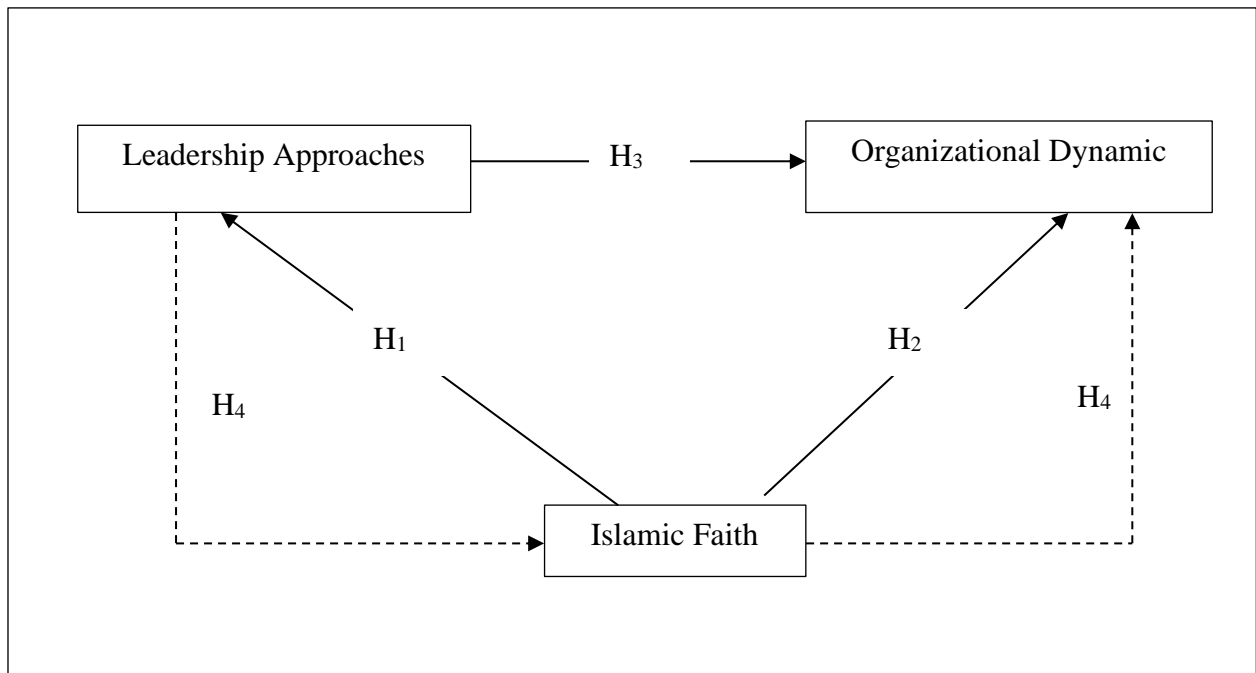 Leadership Approaches
H₃
Organizational Dynamic
H₁
H₂
H₄
H₄
Islamic Faith